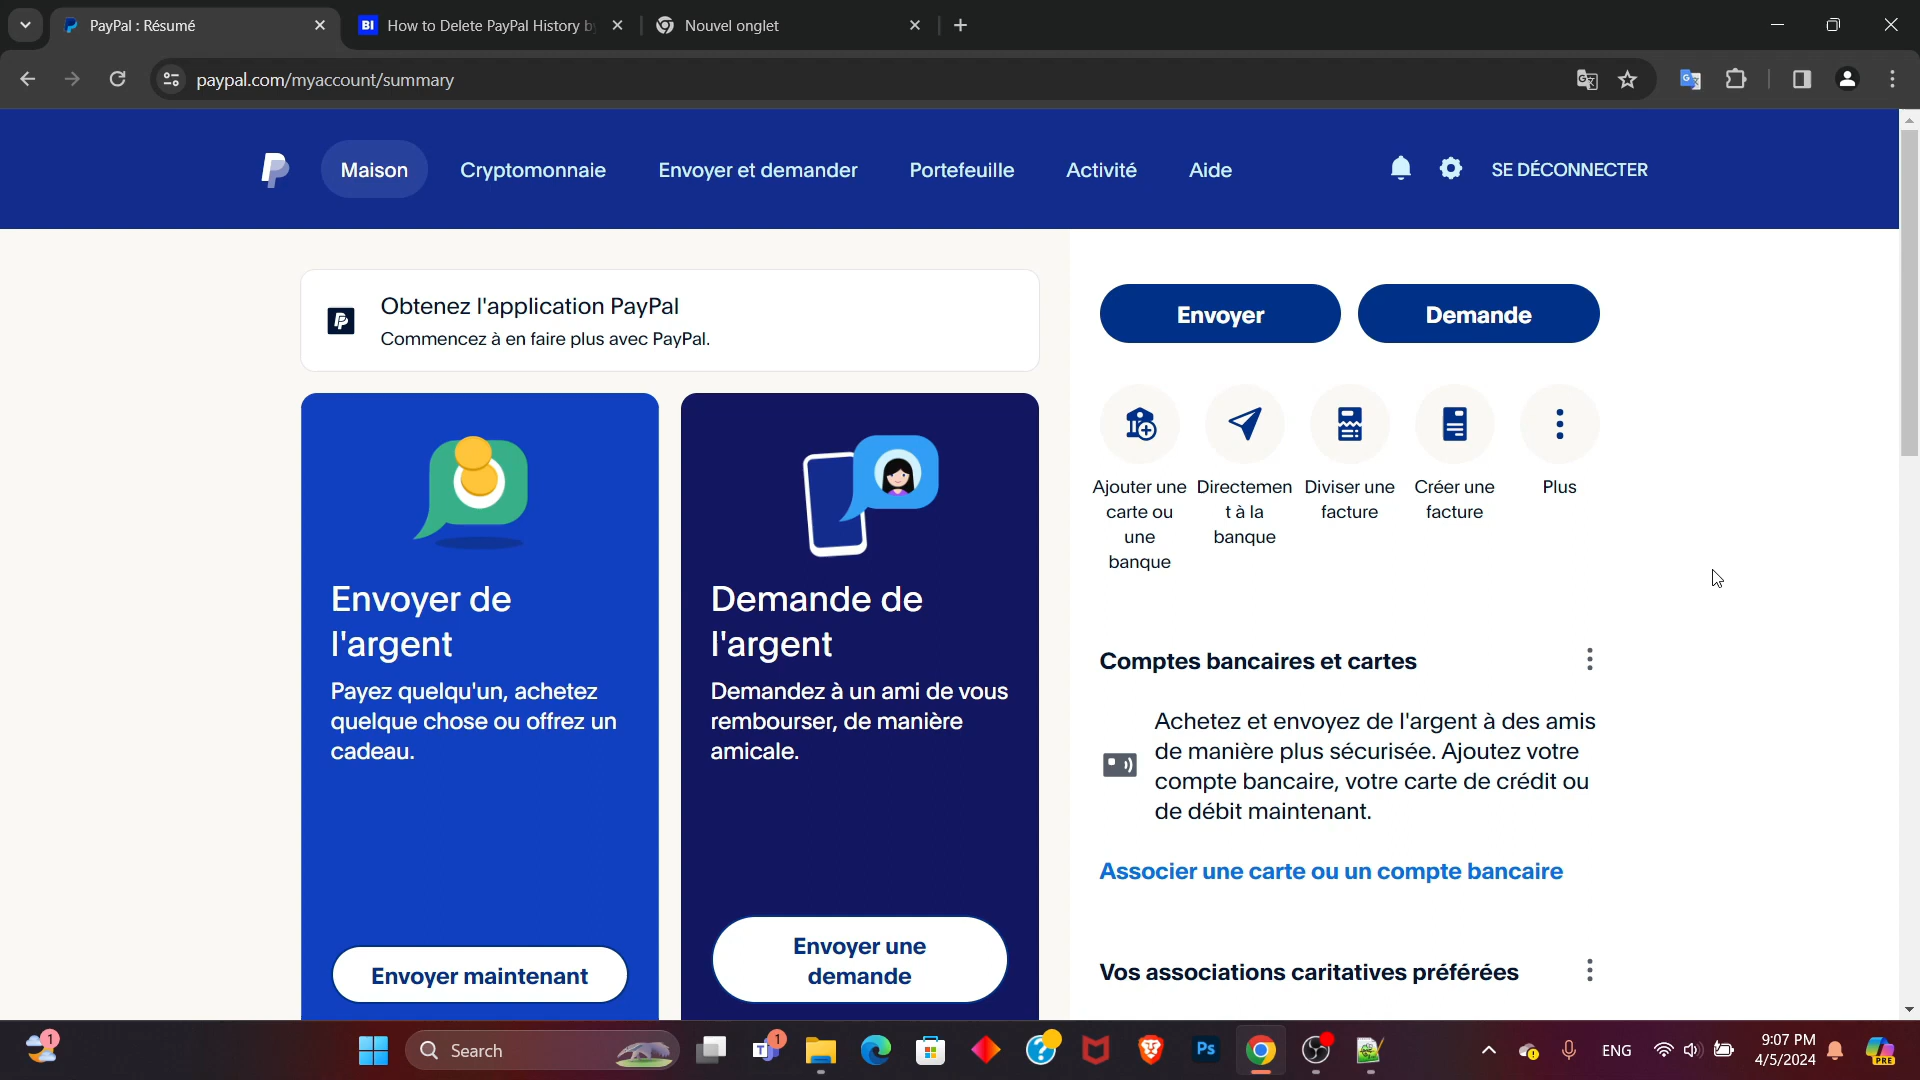 PayPal : Résumé
How to Delete PayPal History b
Nouvel onglet
paypal.com/myaccount/summary
Maison
Cryptomonnaie
Envoyer et demander
Portefeuille
Activité
Aide
SE DÉCONNECTER
Obtenez l'application PayPal
Commencez à en faire plus avec PayPal.
Envoyer
Demande
Ajouter une
carte ou
une
banque
Directemen
t à la
banque
Diviser une
facture
Créer une
facture
Plus
Envoyer de
l'argent
Payez quelqu'un, achetez
quelque chose ou offrez un
cadeau.
Envoyer maintenant
Demande de
l'argent
Demandez à un ami de vous
rembourser, de manière
amicale.
Envoyer une
demande
Comptes bancaires et cartes
Achetez et envoyez de l'argent à des amis
de manière plus sécurisée. Ajoutez votre
compte bancaire, votre carte de crédit ou
de débit maintenant.
Associer une carte ou un compte bancaire
Vos associations caritatives préférées
1
Search
1
Ps
ENG
9:07 PM
4/5/2024
PRE